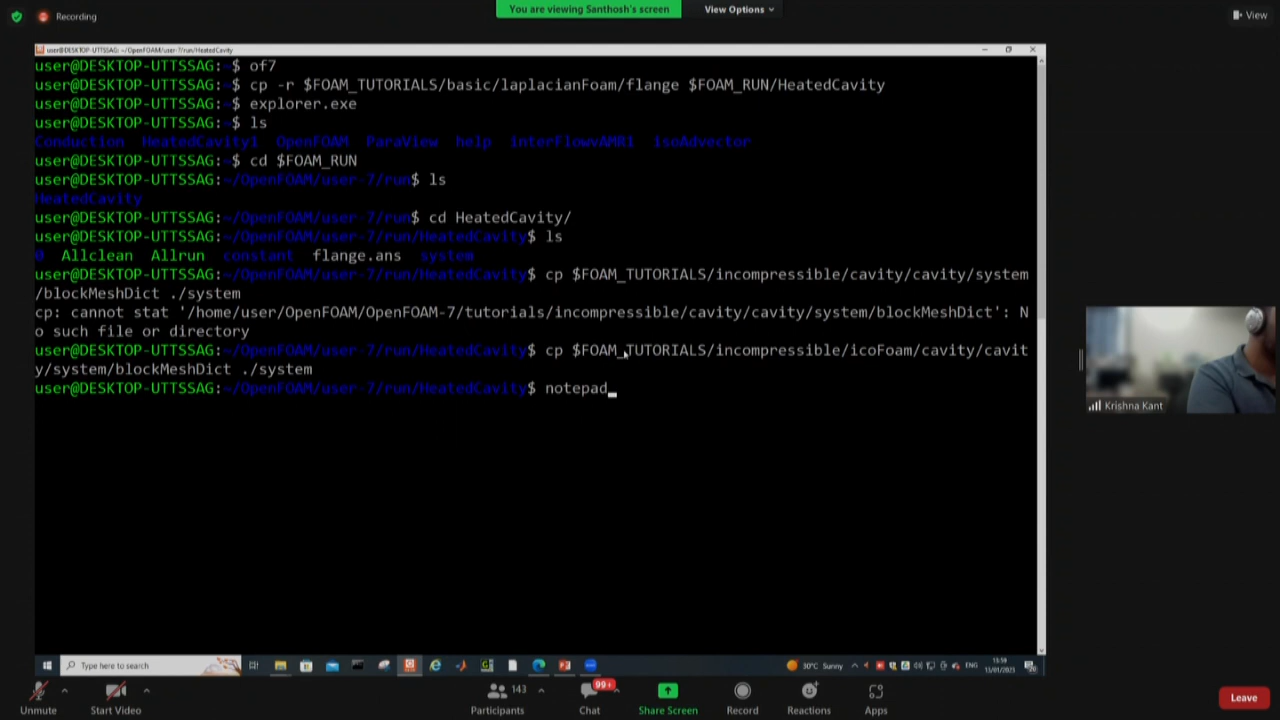 Recording
You are viewing Santhosh's screen
View Options
View
user@DESKTOP-UTTSSAG: ~/OpenFOAM/user-7/run/HeatedCavity
user@DESKTOP-UTTSSAG:~$ of7
user@DESKTOP-UTTSSAG:~$ cp -r $FOAM_TUTORIALS/basic/laplacianFoam/flange $FOAM_RUN/HeatedCavity
user@DESKTOP-UTTSSAG:~$ explorer.exe
user@DESKTOP-UTTSSAG:~$ ls
Conduction HeatedCavity1 OpenFOAM ParaView help interFlowvAMR1 isoAdvector
user@DESKTOP-UTTSSAG:~$ cd $FOAM_RUN
user@DESKTOP-UTTSSAG:~/OpenFOAM/user-7/run$ ls
HeatedCavity
user@DESKTOP-UTTSSAG:~/OpenFOAM/user-7/run$ cd HeatedCavity/
user@DESKTOP-UTTSSAG:~/OpenFOAM/user-7/run/HeatedCavity$ ls
0 Allclean Allrun constant flange.ans system
user@DESKTOP-UTTSSAG:~/OpenFOAM/user-7/run/HeatedCavity$ cp $FOAM_TUTORIALS/incompressible/cavity/cavity/system
/blockMeshDict ./system
cp: cannot stat '/home/user/OpenFOAM/OpenFOAM-7/tutorials/incompressible/cavity/cavity/system/blockMeshDict': N
o such file or directory
user@DESKTOP-UTTSSAG:~/OpenFOAM/user-7/run/HeatedCavity$ cp $FOAM_TUTORIALS/incompressible/icoFoam/cavity/cavit
y/system/blockMeshDict ./system
user@DESKTOP-UTTSSAG:~/OpenFOAM/user-7/run/HeatedCavity$ notepad
Krishna Kant
Type here to search
30°C Sunny
ENG
13:59
13/01/2023
Unmute
Start Video
143
Participants
99+
Chat
Share Screen
Record
Reactions
Apps
Leave